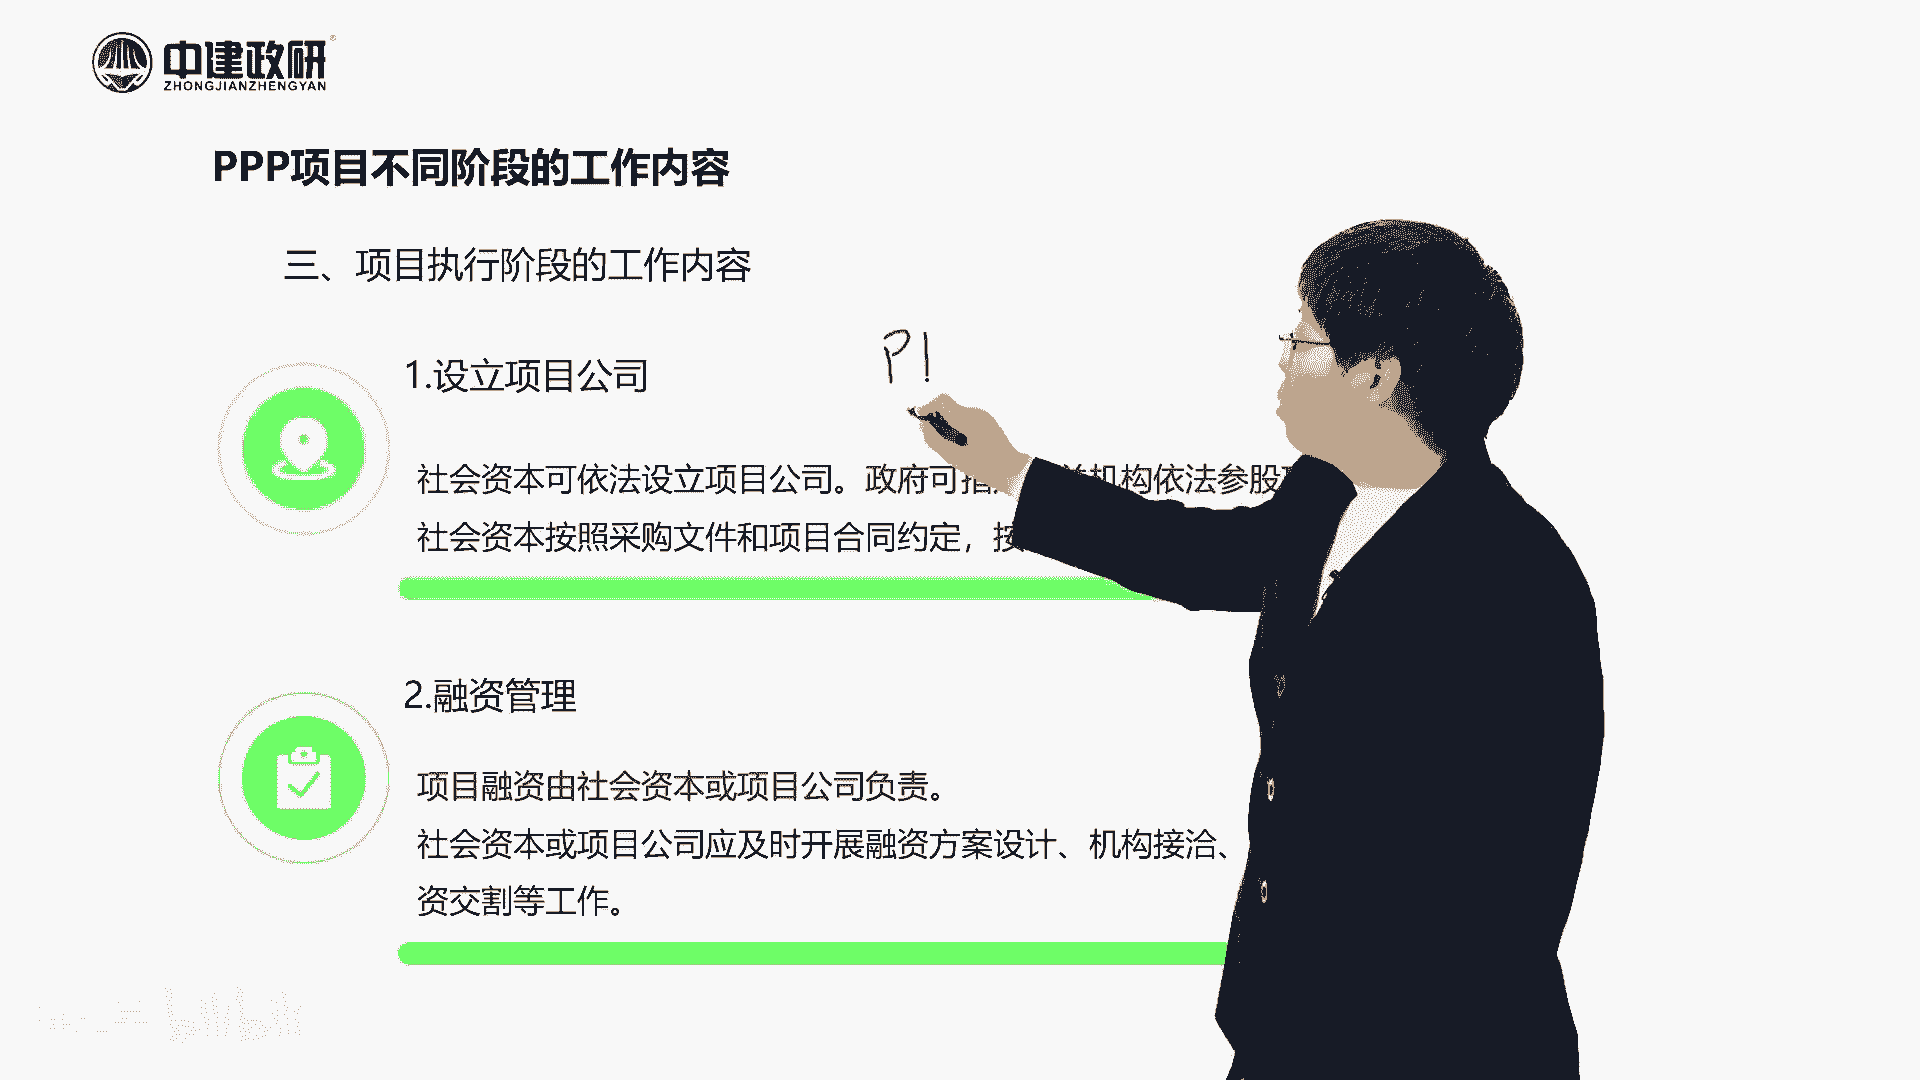 中建政研
ZHONGJIANZHENGYAN
PPP项目不同阶段的工作内容
三、项目执行阶段的工作内容
1.设立项目公司
P!
社会资本可依法设立项目公司。政府可指 机构依法参股
社会资本按照采购文件和项目合同约定，按
2.融资管理
项目融资由社会资本或项目公司负责。
社会资本或项目公司应及时开展融资方案设计、机构接洽、
资交割等工作。